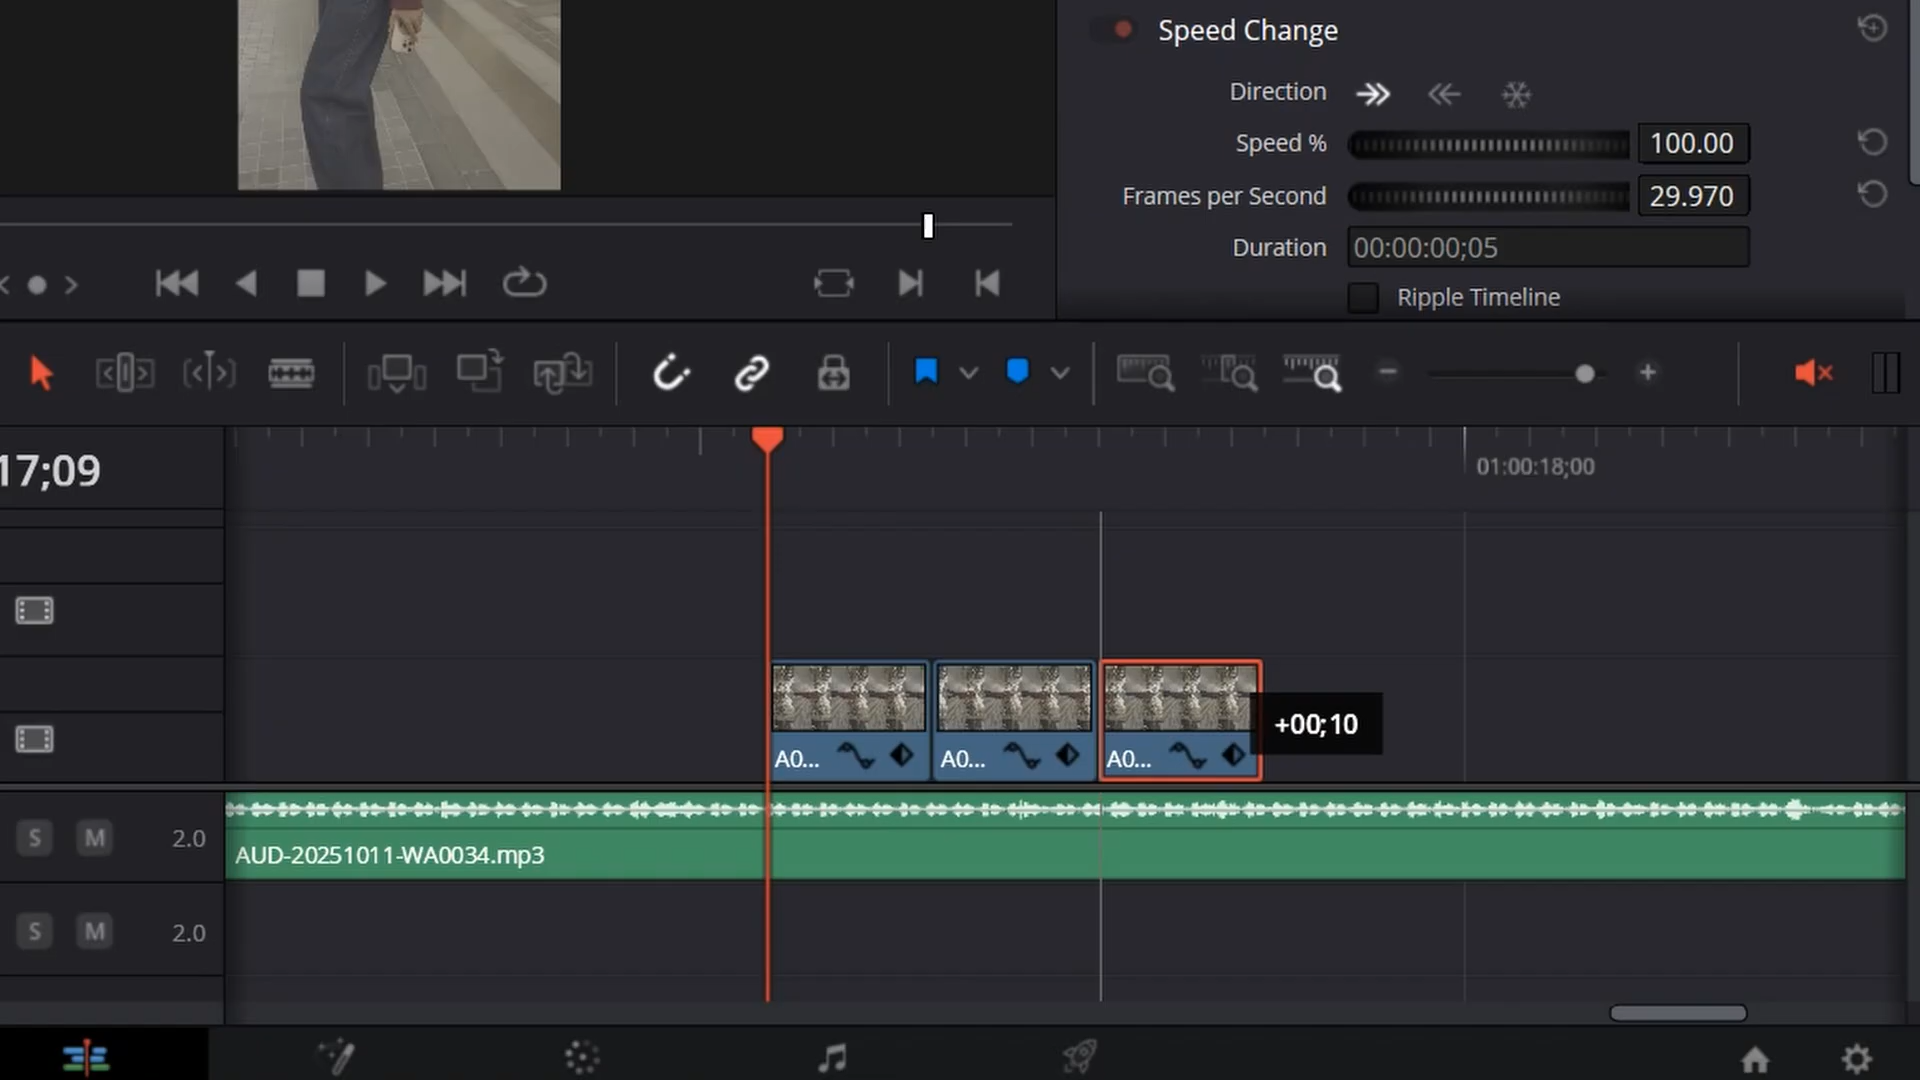 Speed Change
Direction
Speed % 100.00
Frames per Second 29.970
Duration 00:00:00;05
Ripple Timeline
17;09
01:00:18;00
A0... A0... A0...
+00;10
S M 2.0
AUD-20251011-WA0034.mp3
S M 2.0